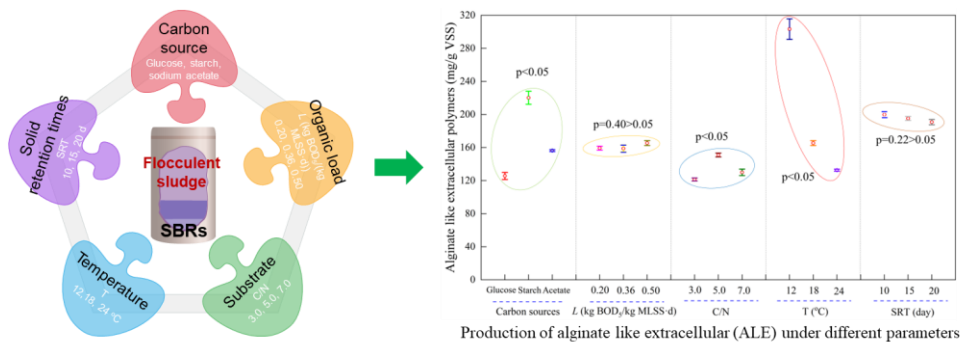 Carbon
source
Glucose, starch,
sodium acetate
Organic load
L (kg BOD₅/(kg
MLSS·d))
0.20, 0.36, 0.50
Substrate
C/N
3.0, 5.0, 7.0
Temperature
T
12,18, 24 ℃
Solid
retention times
SRT
10, 15, 20 d
Flocculent
sludge
SBRs
Alginate like extracellular polymers (mg/g VSS)
320
280
240
200
160
120
80
40
0
p<0.05
p=0.40>0.05
p<0.05
p<0.05
p=0.22>0.05
Glucose Starch Acetate
0.20 0.36 0.50
3.0 5.0 7.0
12 18 24
10 15 20
Carbon sources
L (kg BOD₅/kg MLSS·d)
C/N
T (℃)
SRT (day)
Production of alginate like extracellular (ALE) under different parameters